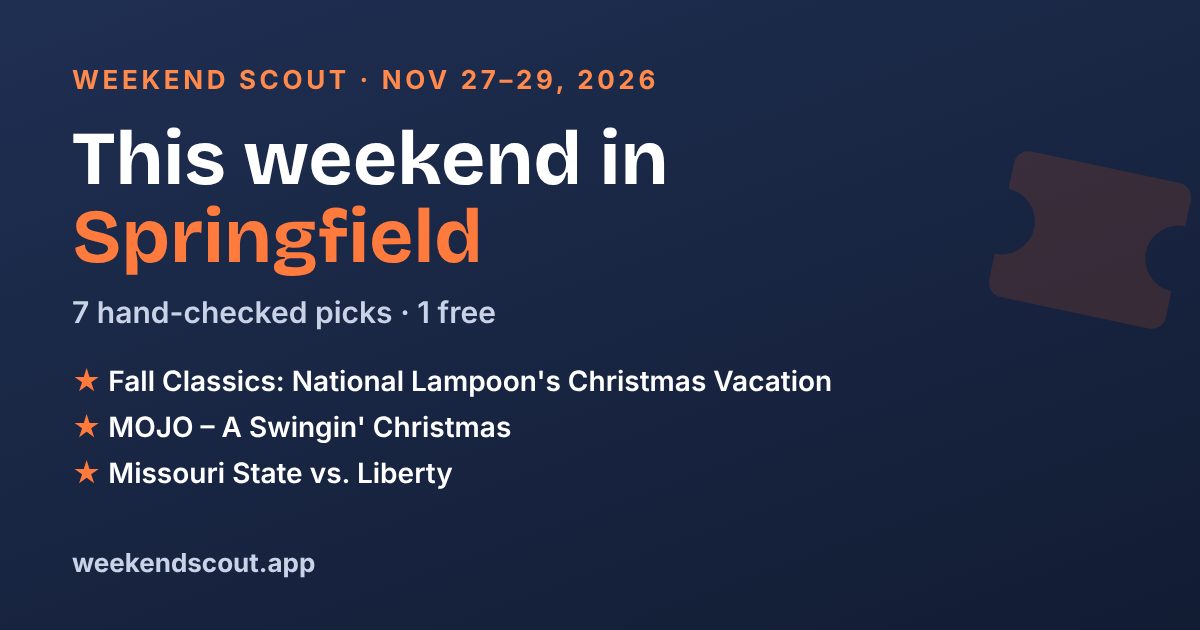 WEEKEND SCOUT · NOV 27–29, 2026
This weekend in
Springfield
7 hand-checked picks · 1 free
★ Fall Classics: National Lampoon's Christmas Vacation
★ MOJO – A Swingin' Christmas
★ Missouri State vs. Liberty
weekendscout.app